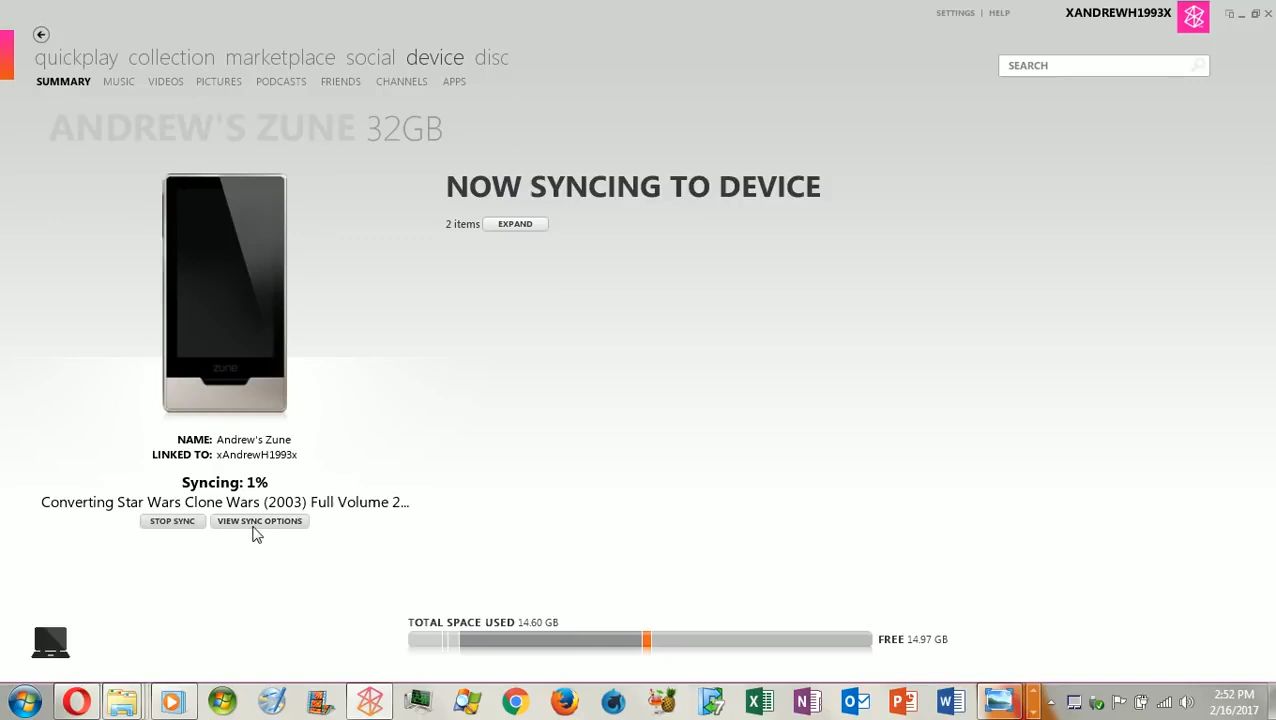 SETTINGS | HELP
XANDREWH1993X
quickplay collection marketplace social device disc
SEARCH
SUMMARY MUSIC VIDEOS PICTURES PODCASTS FRIENDS CHANNELS APPS
ANDREW'S ZUNE 32GB
NOW SYNCING TO DEVICE
2 items EXPAND
zune
NAME: Andrew's Zune
LINKED TO: xAndrewH1993x
Syncing: 1%
Converting Star Wars Clone Wars (2003) Full Volume 2...
STOP SYNC VIEW SYNC OPTIONS
TOTAL SPACE USED 14.60 GB
FREE 14.97 GB
2:52 PM
2/16/2017